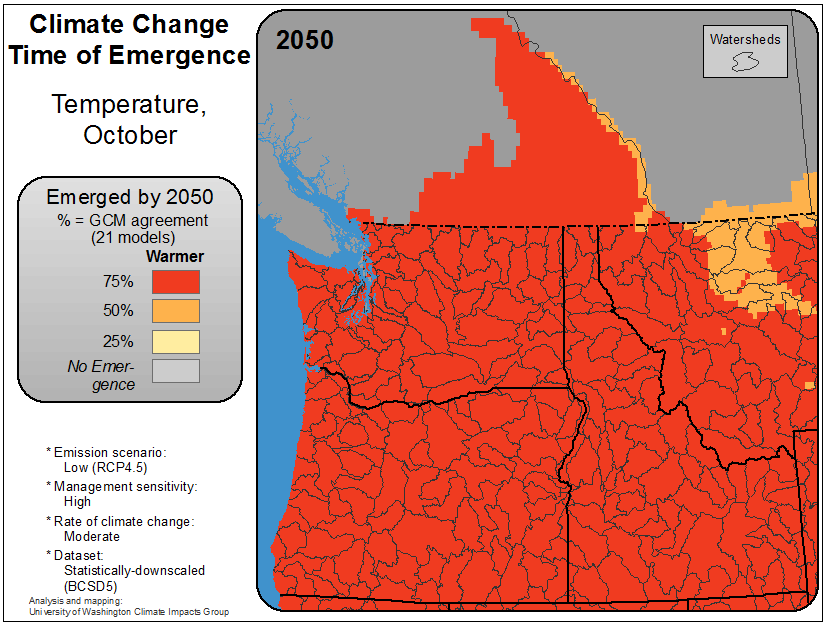 Climate Change
Time of Emergence
Temperature,
October
Emerged by 2050
% = GCM agreement
(21 models)
Warmer
75%
50%
25%
No Emer-
gence
* Emission scenario:
Low (RCP4.5)
* Management sensitivity:
High
* Rate of climate change:
Moderate
* Dataset:
Statistically-downscaled
(BCSD5)
Analysis and mapping:
University of Washington Climate Impacts Group
2050
Watersheds